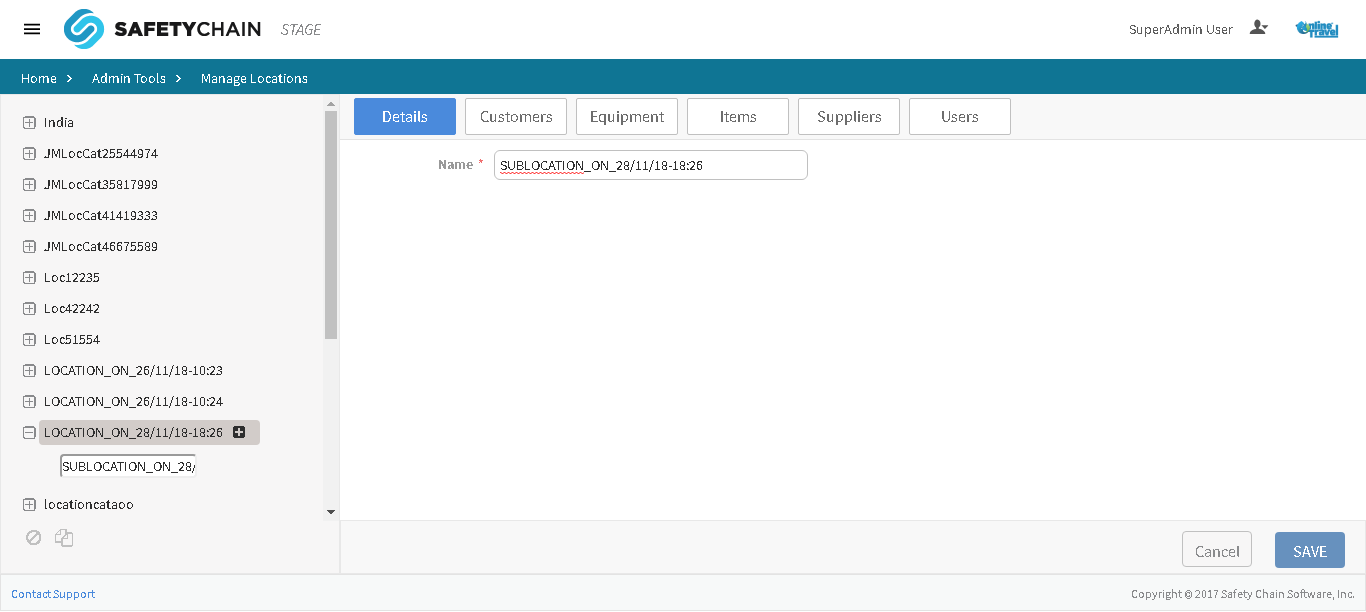 SAFETYCHAIN STAGE
SuperAdmin User
Online Travel
Home > Admin Tools > Manage Locations
India
JMLocCat25544974
JMLocCat35817999
JMLocCat41419333
JMLocCat46675589
Loc12235
Loc42242
Loc51554
LOCATION_ON_26/11/18-10:23
LOCATION_ON_26/11/18-10:24
LOCATION_ON_28/11/18-18:26
SUBLOCATION_ON_28/
locationcataoo
Details Customers Equipment Items Suppliers Users
Name * SUBLOCATION_ON_28/11/18-18:26
Cancel SAVE
Contact Support
Copyright © 2017 Safety Chain Software, Inc.